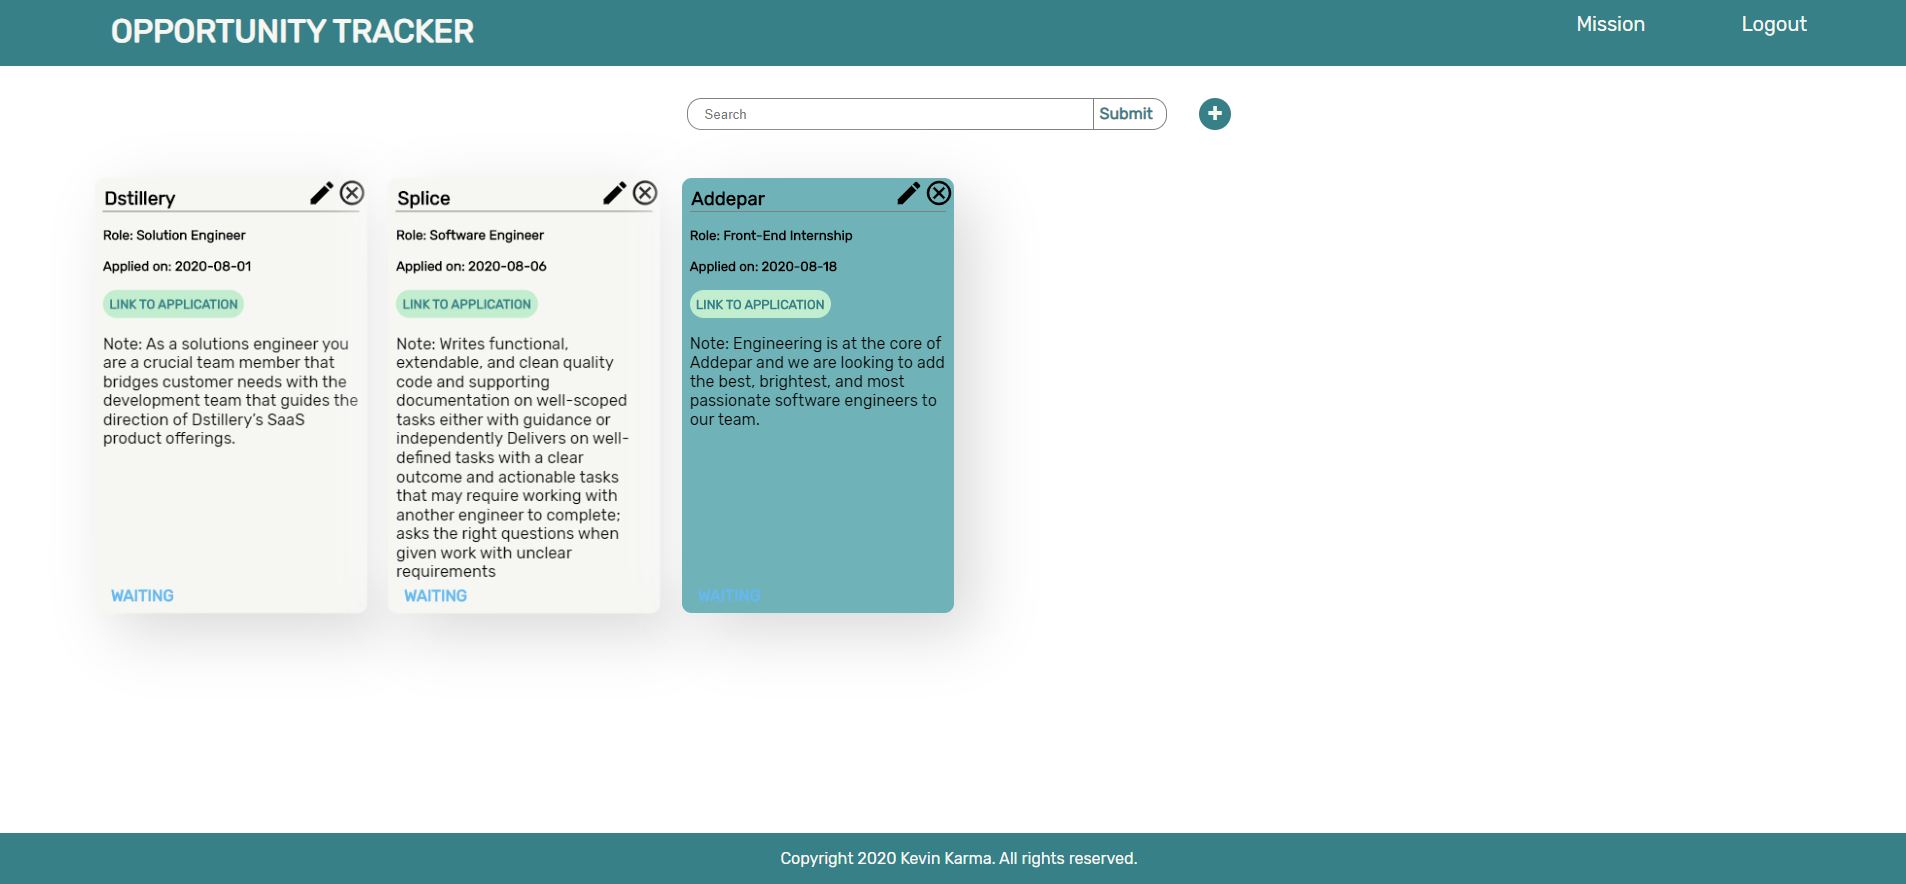 OPPORTUNITY TRACKER
Mission
Logout
Search
Submit
Dstillery
Role: Solution Engineer
Applied on: 2020-08-01
LINK TO APPLICATION
Note: As a solutions engineer you
are a crucial team member that
bridges customer needs with the
development team that guides the
direction of Dstillery’s SaaS
product offerings.
WAITING
Splice
Role: Software Engineer
Applied on: 2020-08-06
LINK TO APPLICATION
Note: Writes functional,
extendable, and clean quality
code and supporting
documentation on well-scoped
tasks either with guidance or
independently Delivers on well-
defined tasks with a clear
outcome and actionable tasks
that may require working with
another engineer to complete;
asks the right questions when
given work with unclear
requirements
WAITING
Addepar
Role: Front-End Internship
Applied on: 2020-08-18
LINK TO APPLICATION
Note: Engineering is at the core of
Addepar and we are looking to add
the best, brightest, and most
passionate software engineers to
our team.
WAITING
Copyright 2020 Kevin Karma. All rights reserved.